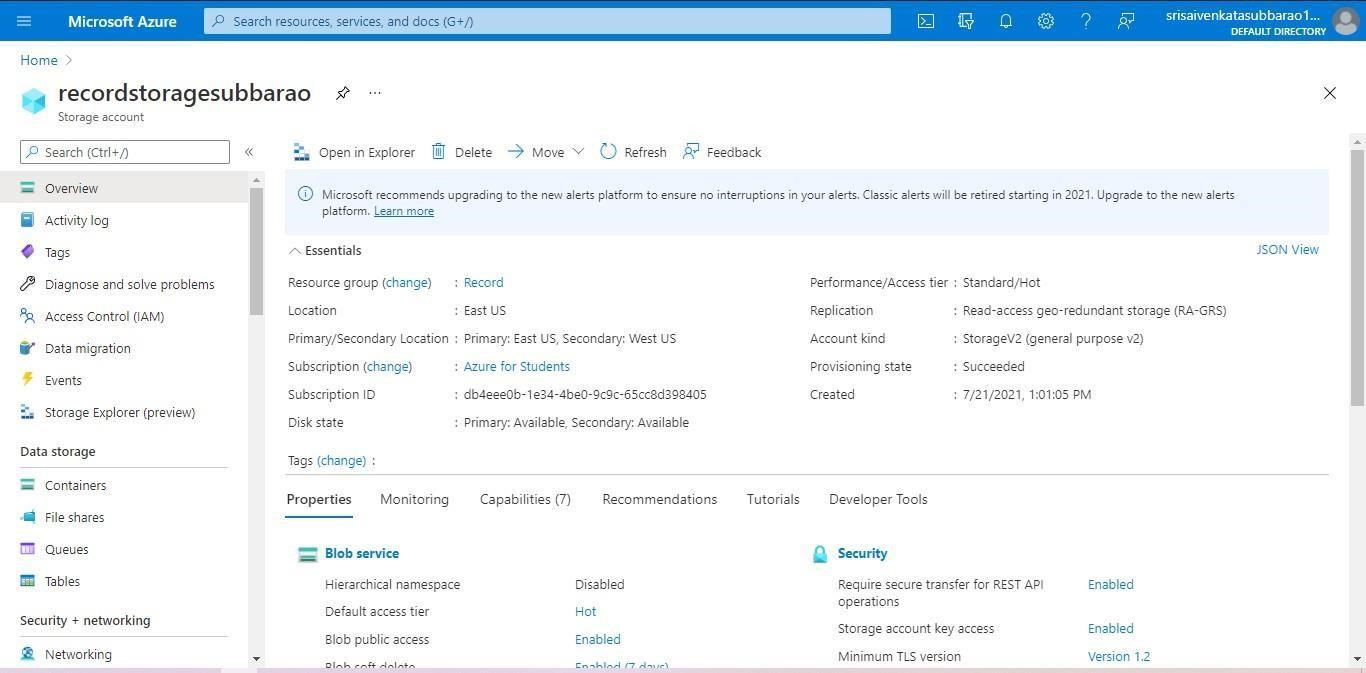 Microsoft Azure
Search resources, services, and docs (G+/)
srisaivenkatasubbarao1...
DEFAULT DIRECTORY
Home >
recordstoragesubbarao
...
Storage account
Search (Ctrl+/)
«
Open in Explorer Delete Move Refresh Feedback
Overview
Activity log
Tags
Diagnose and solve problems
Access Control (IAM)
Data migration
Events
Storage Explorer (preview)
Data storage
Containers
File shares
Queues
Tables
Security + networking
Networking
Microsoft recommends upgrading to the new alerts platform to ensure no interruptions in your alerts. Classic alerts will be retired starting in 2021. Upgrade to the new alerts
platform. Learn more
Essentials
JSON View
Resource group (change) : Record
Location : East US
Primary/Secondary Location : Primary: East US, Secondary: West US
Subscription (change) : Azure for Students
Subscription ID : db4eee0b-1e34-4be0-9c9c-65cc8d398405
Disk state : Primary: Available, Secondary: Available
Performance/Access tier : Standard/Hot
Replication : Read-access geo-redundant storage (RA-GRS)
Account kind : StorageV2 (general purpose v2)
Provisioning state : Succeeded
Created : 7/21/2021, 1:01:05 PM
Tags (change) :
Properties Monitoring Capabilities (7) Recommendations Tutorials Developer Tools
Blob service
Hierarchical namespace Disabled
Default access tier Hot
Blob public access Enabled
Blob soft delete Enabled (7 days)
Security
Require secure transfer for REST API
operations Enabled
Storage account key access Enabled
Minimum TLS version Version 1.2